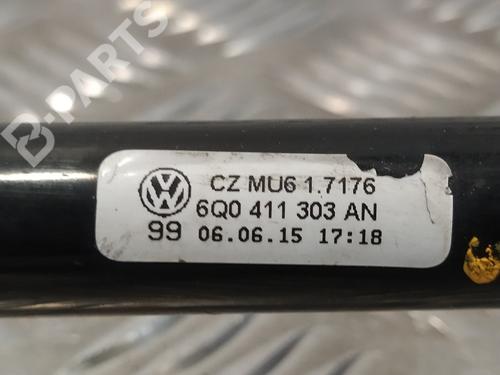 B-PARTS
CZ MU6 1.7176
6Q0 411 303 AN
99 06.06.15 17:18